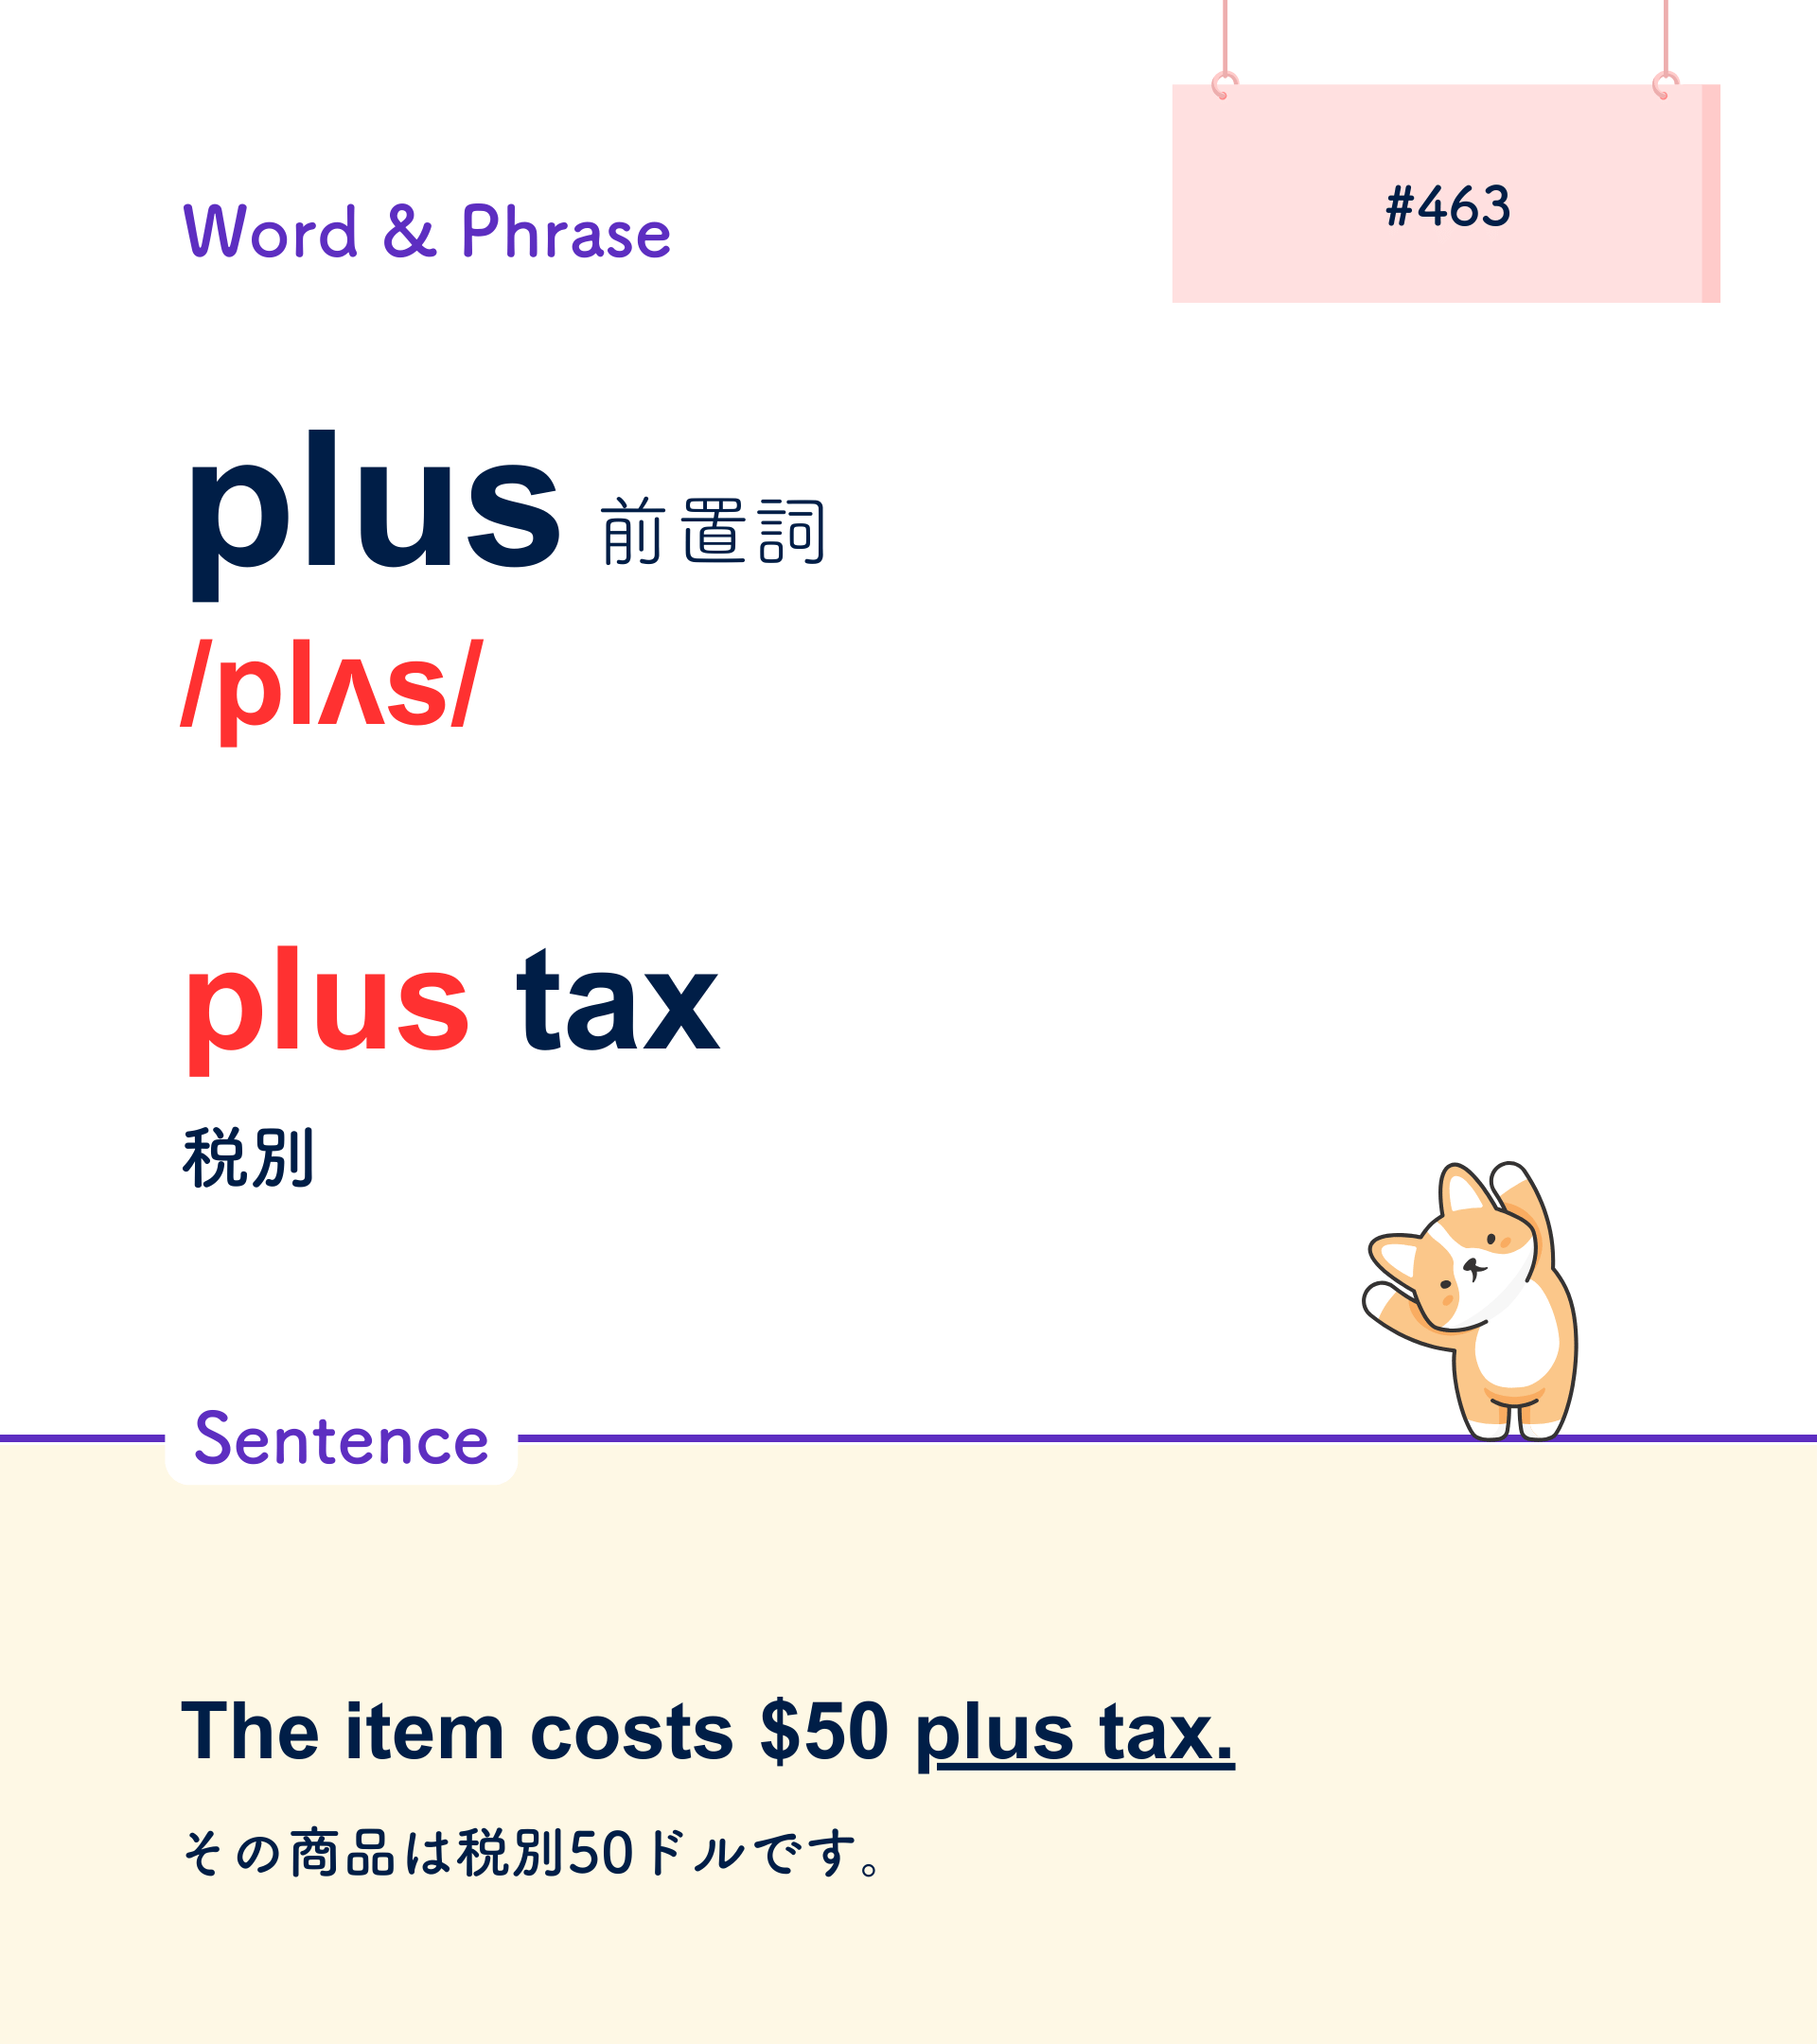 #463
Word & Phrase
plus 前置詞
/plʌs/
plus tax
税別
Sentence
The item costs $50 plus tax.
その商品は税別50ドルです。